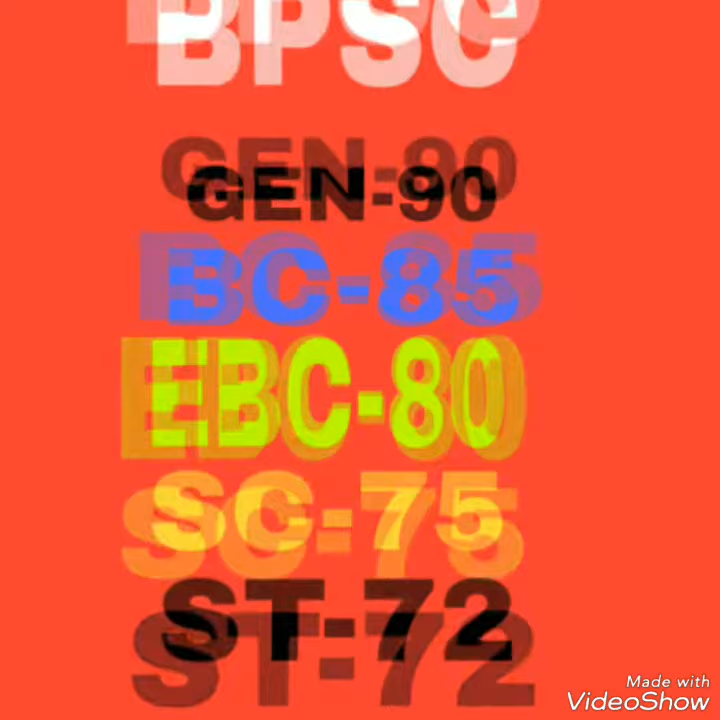 BPSC
GEN-90
BC-85
EBC-80
SC-75
ST-72
Made with
VideoShow